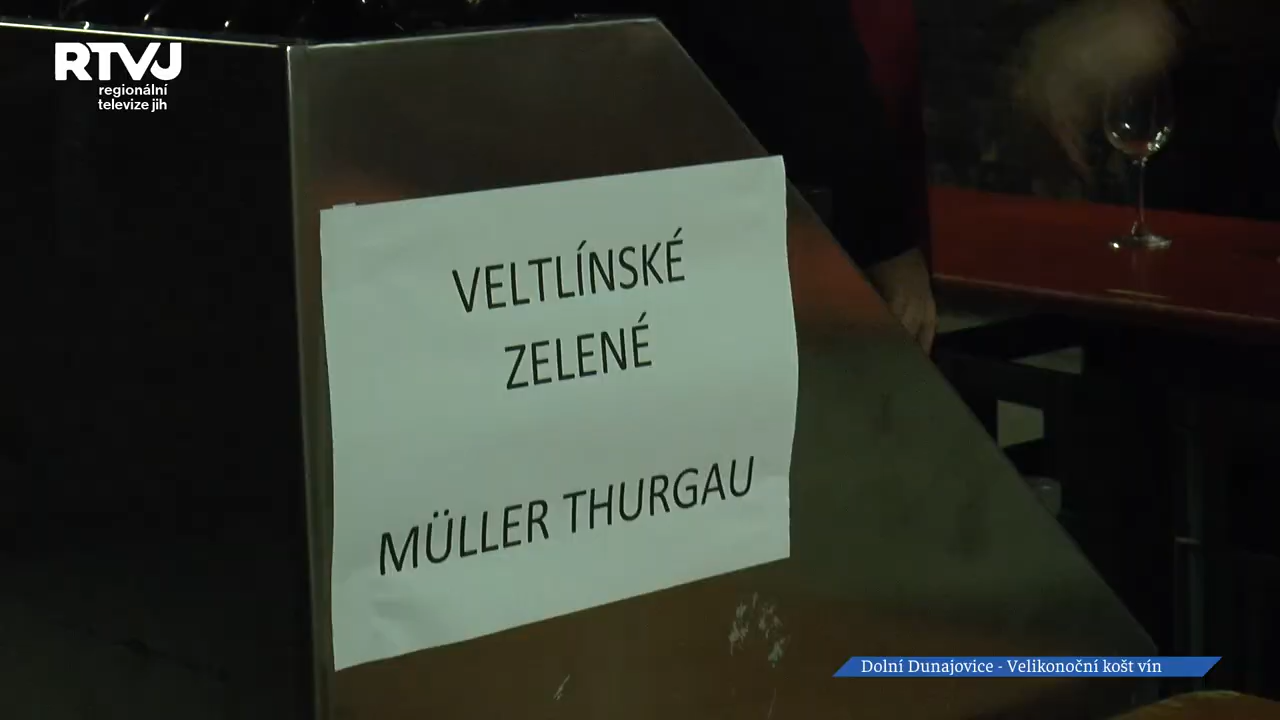 RTVJ
regionální
televize jih
VELTLÍNSKÉ
ZELENÉ
MÜLLER THURGAU
Dolní Dunajovice - Velikonoční košt vín